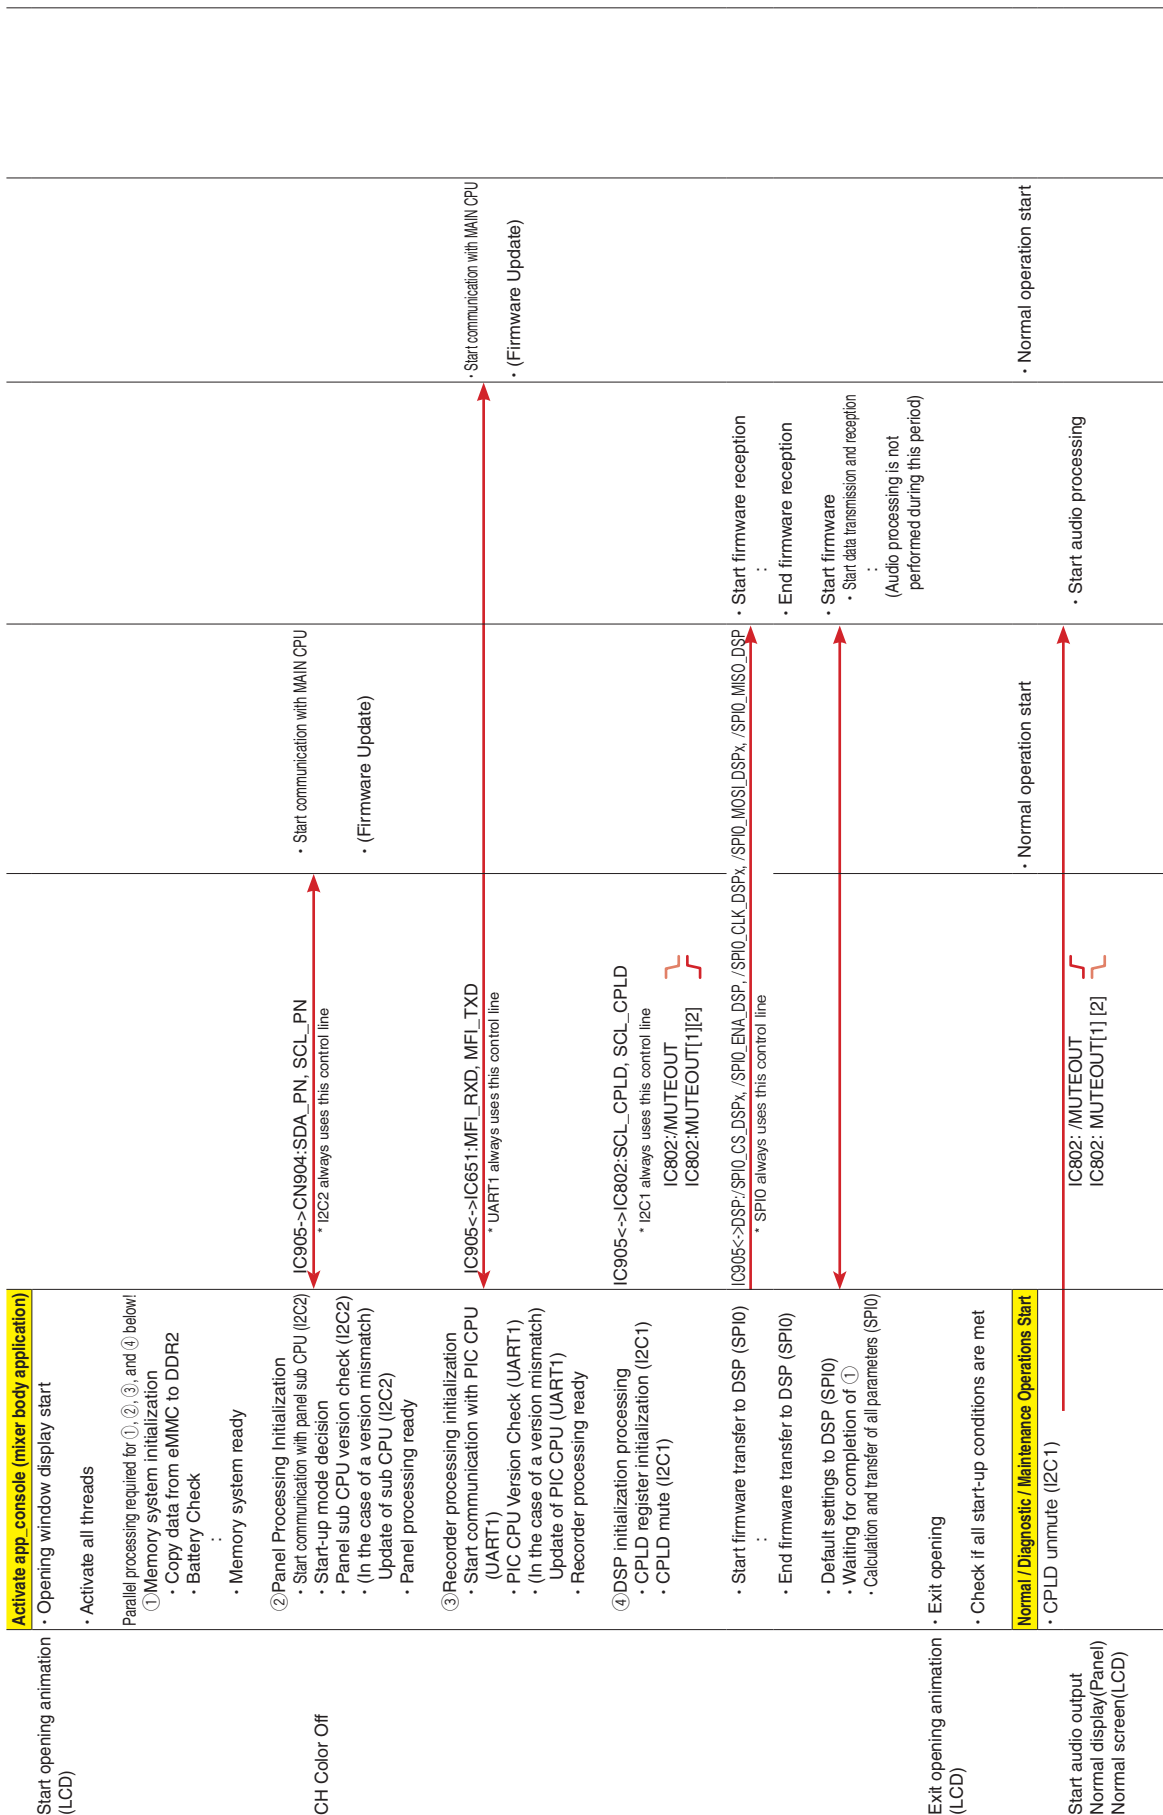 Start opening animation
(LCD)
CH Color Off
Exit opening animation
(LCD)
Start audio output
Normal display(Panel)
Normal screen(LCD)
Activate app_console (mixer body application)
・Opening window display start
・Activate all threads
Parallel processing required for ①, ②, ③, and ④ below!
①Memory system initialization
・Copy data from eMMC to DDR2
・Battery Check
:
・Memory system ready
②Panel Processing Initialization
・Start communication with panel sub CPU (I2C2)
・Start-up mode decision
・Panel sub CPU version check (I2C2)
・(In the case of a version mismatch)
Update of sub CPU (I2C2)
・Panel processing ready
③Recorder processing initialization
・Start communication with PIC CPU
(UART1)
・PIC CPU Version Check (UART1)
・(In the case of a version mismatch)
Update of PIC CPU (UART1)
・Recorder processing ready
④DSP initialization processing
・CPLD register initialization (I2C1)
・CPLD mute (I2C1)
・Start firmware transfer to DSP (SPI0)
:
・End firmware transfer to DSP (SPI0)
・Default settings to DSP (SPI0)
・Waiting for completion of ①
・Calculation and transfer of all parameters (SPI0)
・Exit opening
・Check if all start-up conditions are met
Normal / Diagnostic / Maintenance Operations Start
・CPLD unmute (I2C1)
IC905->CN904:SDA_PN, SCL_PN
* I2C2 always uses this control line
IC905<->IC651:MFI_RXD, MFI_TXD
* UART1 always uses this control line
IC905<->IC802:SCL_CPLD, SCL_CPLD
* I2C1 always uses this control line
IC802:/MUTEOUT
IC802:MUTEOUT[1][2]
IC905<->DSP:/SPI0_CS_DSPx, /SPI0_ENA_DSP, /SPI0_CLK_DSPx, /SPI0_MOSI_DSPx, /SPI0_MISO_DSP
* SPI0 always uses this control line
IC802: /MUTEOUT
IC802: MUTEOUT[1] [2]
・Start communication with MAIN CPU
・(Firmware Update)
・Normal operation start
・Start firmware reception
:
・End firmware reception
・Start firmware
・Start data transmission and reception
:
(Audio processing is not
performed during this period)
・Start audio processing
・Start communication with MAIN CPU
・(Firmware Update)
・Normal operation start